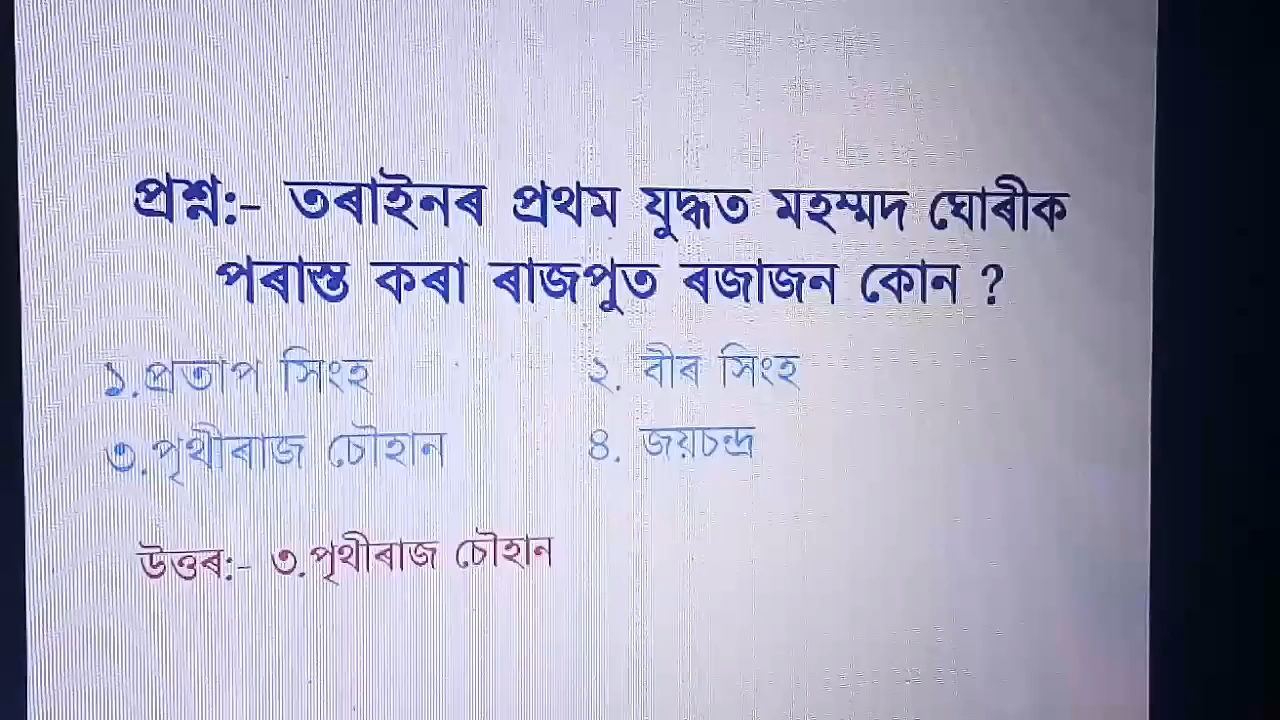 প্ৰশ্ন:- তৰাইনৰ প্ৰথম যুদ্ধত মহম্মদ ঘোৰীক
পৰাস্ত কৰা ৰাজপুত ৰজাজন কোন ?
১.প্ৰতাপ সিংহ ২. বীৰ সিংহ
৩.পৃথীৰাজ চৌহান ৪. জয়চন্দ্ৰ
উত্তৰ:- ৩.পৃথীৰাজ চৌহান